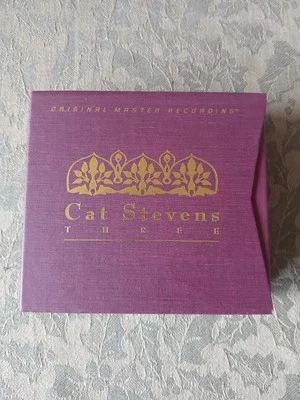 ORIGINAL MASTER RECORDING®
Cat Stevens
THREE